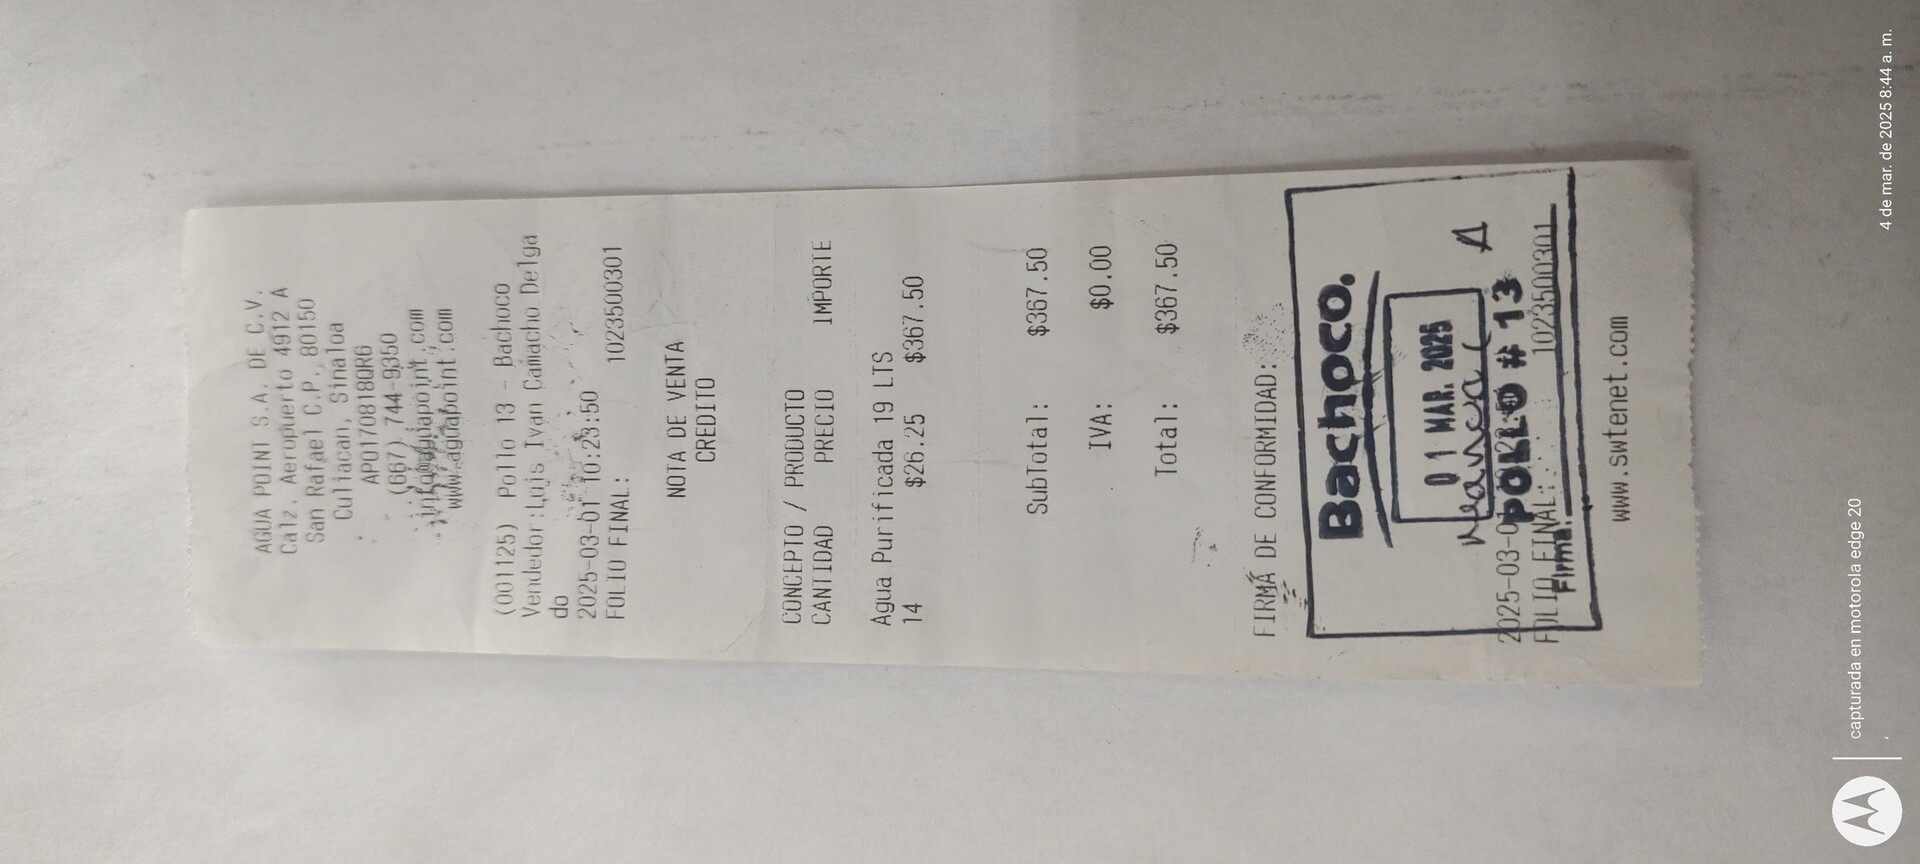 AGUA POINT S.A. DE C.V.
Calz. Aeropuerto 4912 A
San Rafael C.P., 80150
Culiacan, Sinaloa
APO170818QR6
(667) 744-9350
info@aguapoint.com
www.aguapoint.com
(001125) Pollo 13 - Bachoco
Vendedor:Luis Ivan Camacho Delga
do
2025-03-01 10:23:50
FOLIO FINAL: 1023500301
NOTA DE VENTA
CREDITO
CONCEPTO / PRODUCTO
CANTIDAD PRECIO IMPORTE
Agua Purificada 19 LTS
14 $26.25 $367.50
SubTotal: $367.50
IVA: $0.00
Total: $367.50
FIRMA DE CONFORMIDAD:
Bachoco.
01 MAR. 2025
POLLO # 13
FOLIO FINAL: 1023500301
Firma:
www.swtenet.com
capturada en motorola edge 20
4 de mar. de 2025 8:44 a. m.